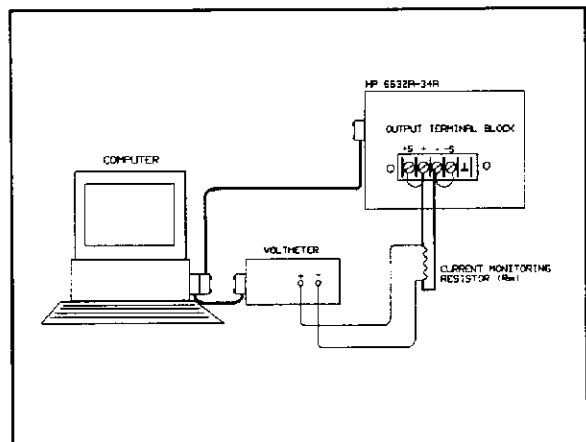 HP 6632A-34A
OUTPUT TERMINAL BLOCK
+S + - -S
COMPUTER
VOLTMETER
+ -
CURRENT MONITORING
RESISTOR (Rm)